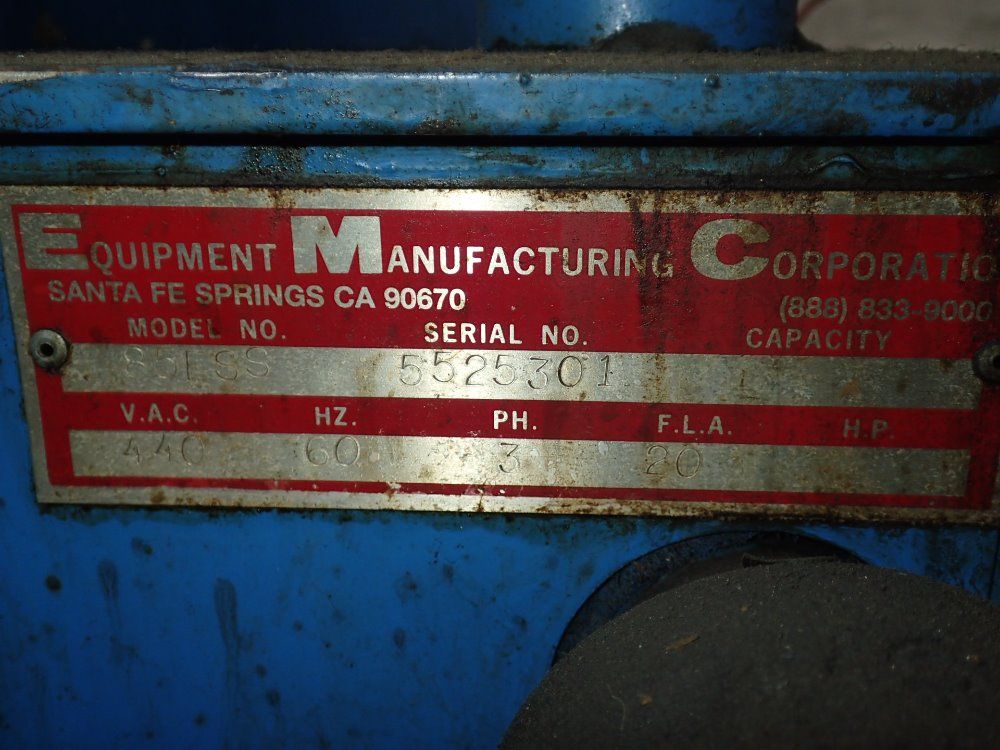 EQUIPMENT MANUFACTURING CORPORATIO
SANTA FE SPRINGS CA 90670 (888) 833-9000
MODEL NO. SERIAL NO. CAPACITY
85LSS 5525301
V.A.C. HZ. PH. F.L.A. H.P.
440 60 3 20